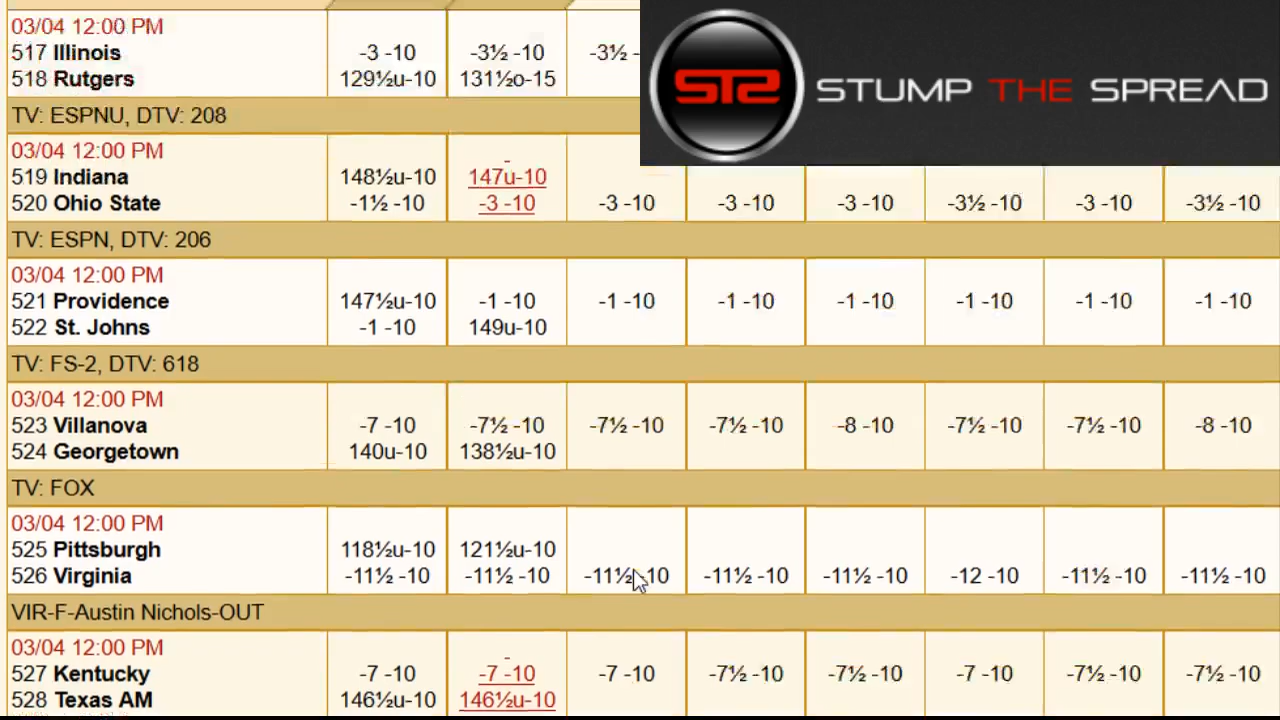 03/04 12:00 PM
517 Illinois -3 -10 -3½ -10 -3½ -
518 Rutgers 129½u-10 131½o-15
STS STUMP THE SPREAD
TV: ESPNU, DTV: 208
03/04 12:00 PM -
519 Indiana 148½u-10 147u-10
520 Ohio State -1½ -10 -3 -10 -3 -10 -3 -10 -3 -10 -3½ -10 -3 -10 -3½ -10
TV: ESPN, DTV: 206
03/04 12:00 PM
521 Providence 147½u-10 -1 -10 -1 -10 -1 -10 -1 -10 -1 -10 -1 -10 -1 -10
522 St. Johns -1 -10 149u-10
TV: FS-2, DTV: 618
03/04 12:00 PM
523 Villanova -7 -10 -7½ -10 -7½ -10 -7½ -10 -8 -10 -7½ -10 -7½ -10 -8 -10
524 Georgetown 140u-10 138½u-10
TV: FOX
03/04 12:00 PM
525 Pittsburgh 118½u-10 121½u-10
526 Virginia -11½ -10 -11½ -10 -11½ -10 -11½ -10 -11½ -10 -12 -10 -11½ -10 -11½ -10
VIR-F-Austin Nichols-OUT
03/04 12:00 PM -
527 Kentucky -7 -10 -7 -10 -7 -10 -7½ -10 -7½ -10 -7 -10 -7½ -10 -7½ -10
528 Texas AM 146½u-10 146½u-10